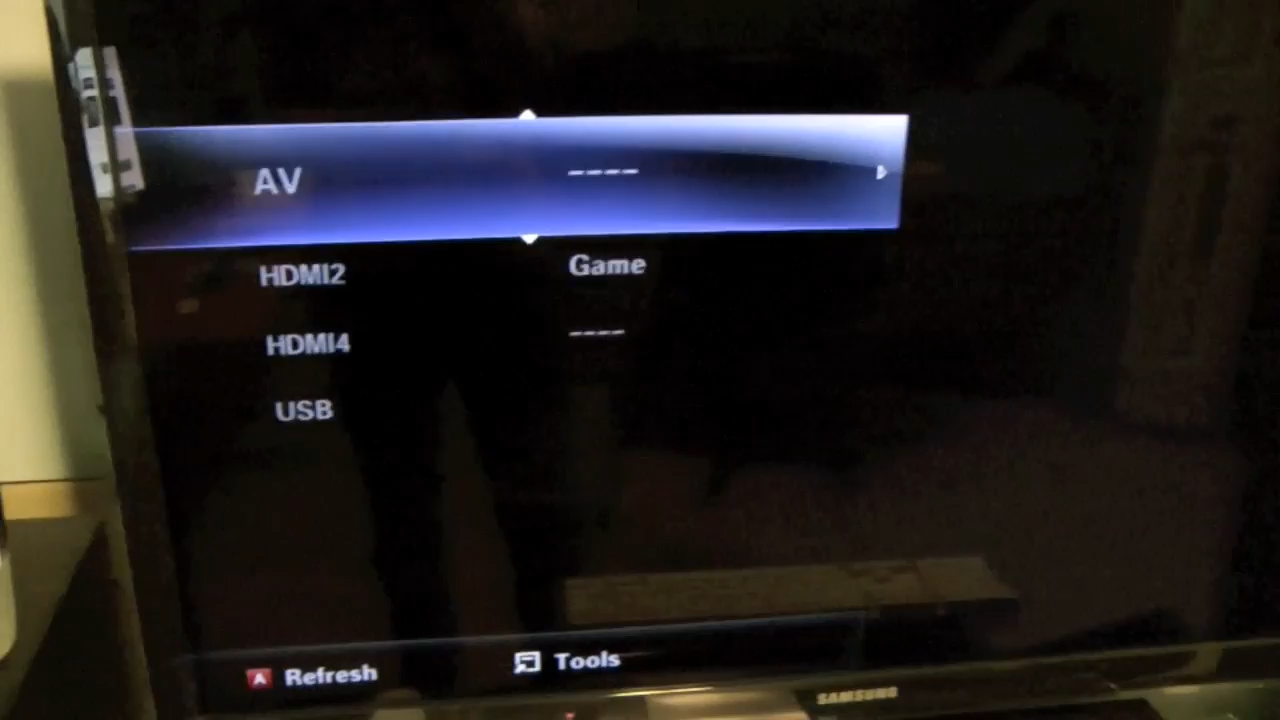 AV ----
HDMI2 Game
HDMI4 ----
USB
A Refresh Tools
SAMSUNG